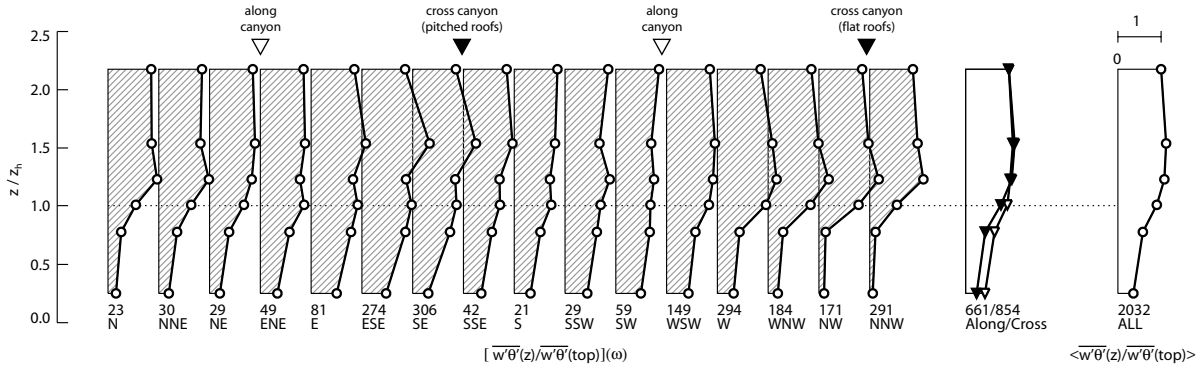 along
canyon
cross canyon
(pitched roofs)
along
canyon
cross canyon
(flat roofs)
1
0
2.5
2.0
1.5
1.0
0.5
0.0
z / zh
23 30 29 49 81 274 306 42 21 29 59 149 294 184 171 291 661/854 2032
N NNE NE ENE E ESE SE SSE S SSW SW WSW W WNW NW NNW Along/Cross ALL
[ w'θ'(z)/w'θ'(top)](ω)
<w'θ'(z)/w'θ'(top)>